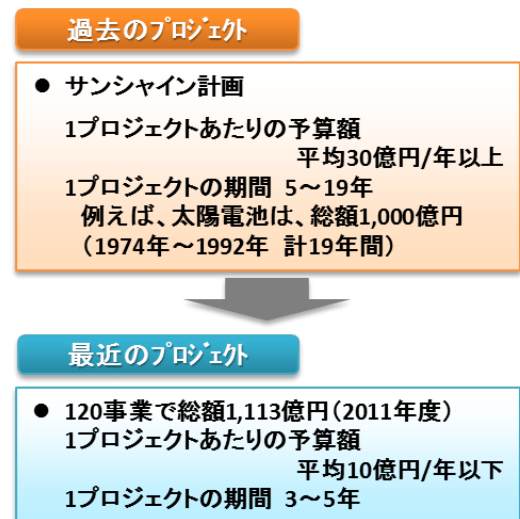 過去のﾌﾟﾛｼﾞｪｸﾄ
● サンシャイン計画
1プロジェクトあたりの予算額
平均30億円/年以上
1プロジェクトの期間 5～19年
例えば、太陽電池は、総額1,000億円
（1974年～1992年 計19年間）
最近のﾌﾟﾛｼﾞｪｸﾄ
● 120事業で総額1,113億円（2011年度）
1プロジェクトあたりの予算額
平均10億円/年以下
1プロジェクトの期間 3～5年